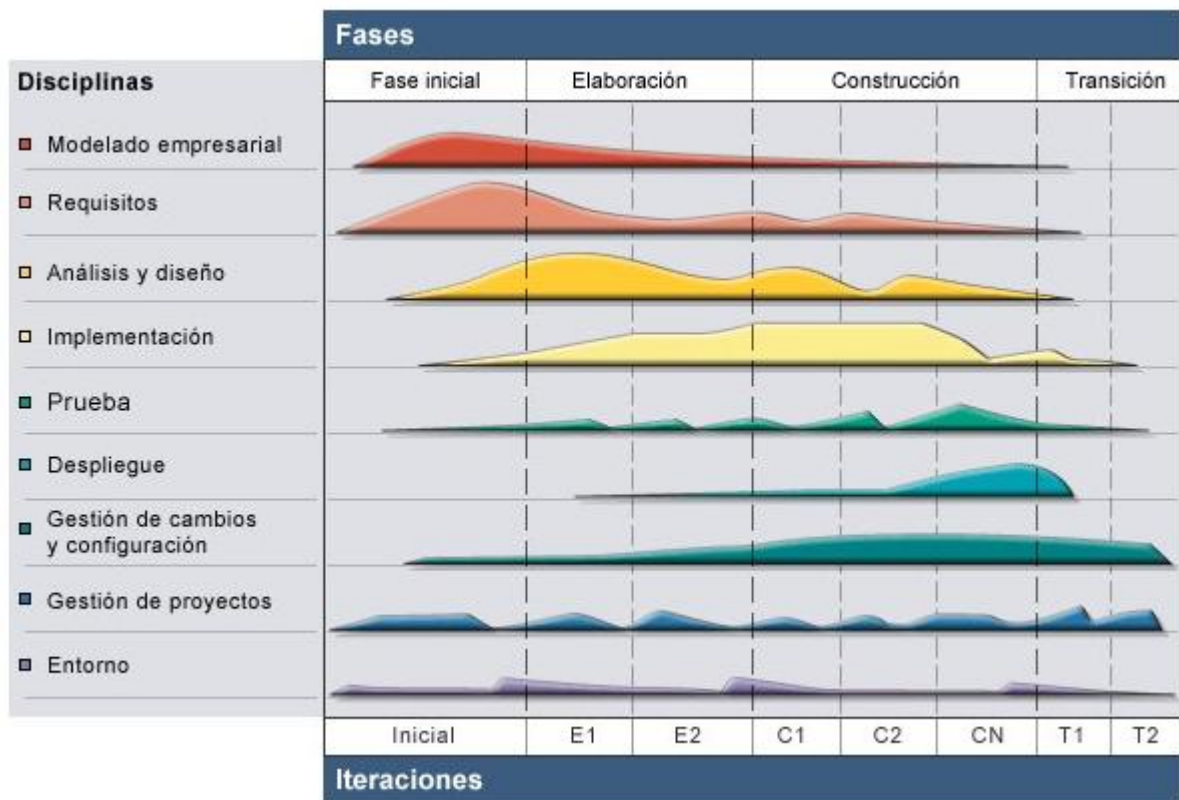 Fases
Disciplinas
Fase inicial Elaboración Construcción Transición
Modelado empresarial
Requisitos
Análisis y diseño
Implementación
Prueba
Despliegue
Gestión de cambios
y configuración
Gestión de proyectos
Entorno
Inicial E1 E2 C1 C2 CN T1 T2
Iteraciones